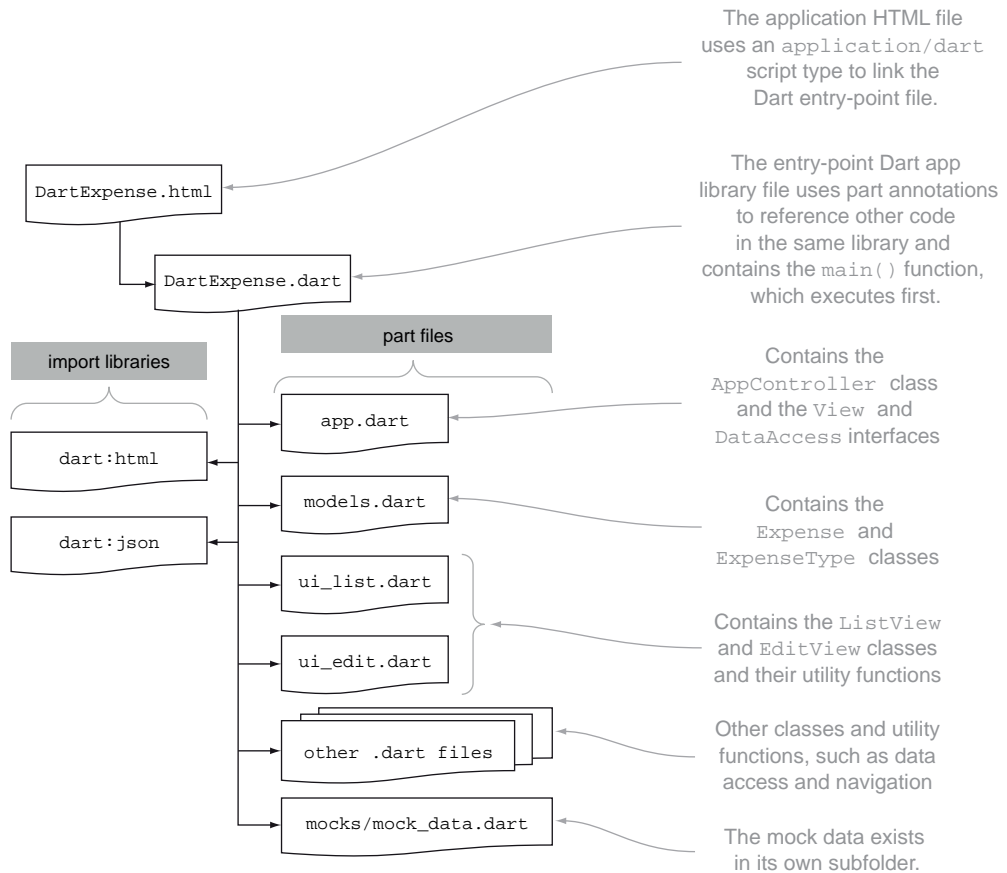 The application HTML file
uses an application/dart
script type to link the
Dart entry-point file.
DartExpense.html
The entry-point Dart app
library file uses part annotations
to reference other code
in the same library and
contains the main() function,
which executes first.
DartExpense.dart
import libraries
part files
Contains the
AppController class
and the View and
DataAccess interfaces
app.dart
dart:html
models.dart
Contains the
Expense and
ExpenseType classes
dart:json
ui_list.dart
ui_edit.dart
Contains the ListView
and EditView classes
and their utility functions
other .dart files
Other classes and utility
functions, such as data
access and navigation
mocks/mock_data.dart
The mock data exists
in its own subfolder.